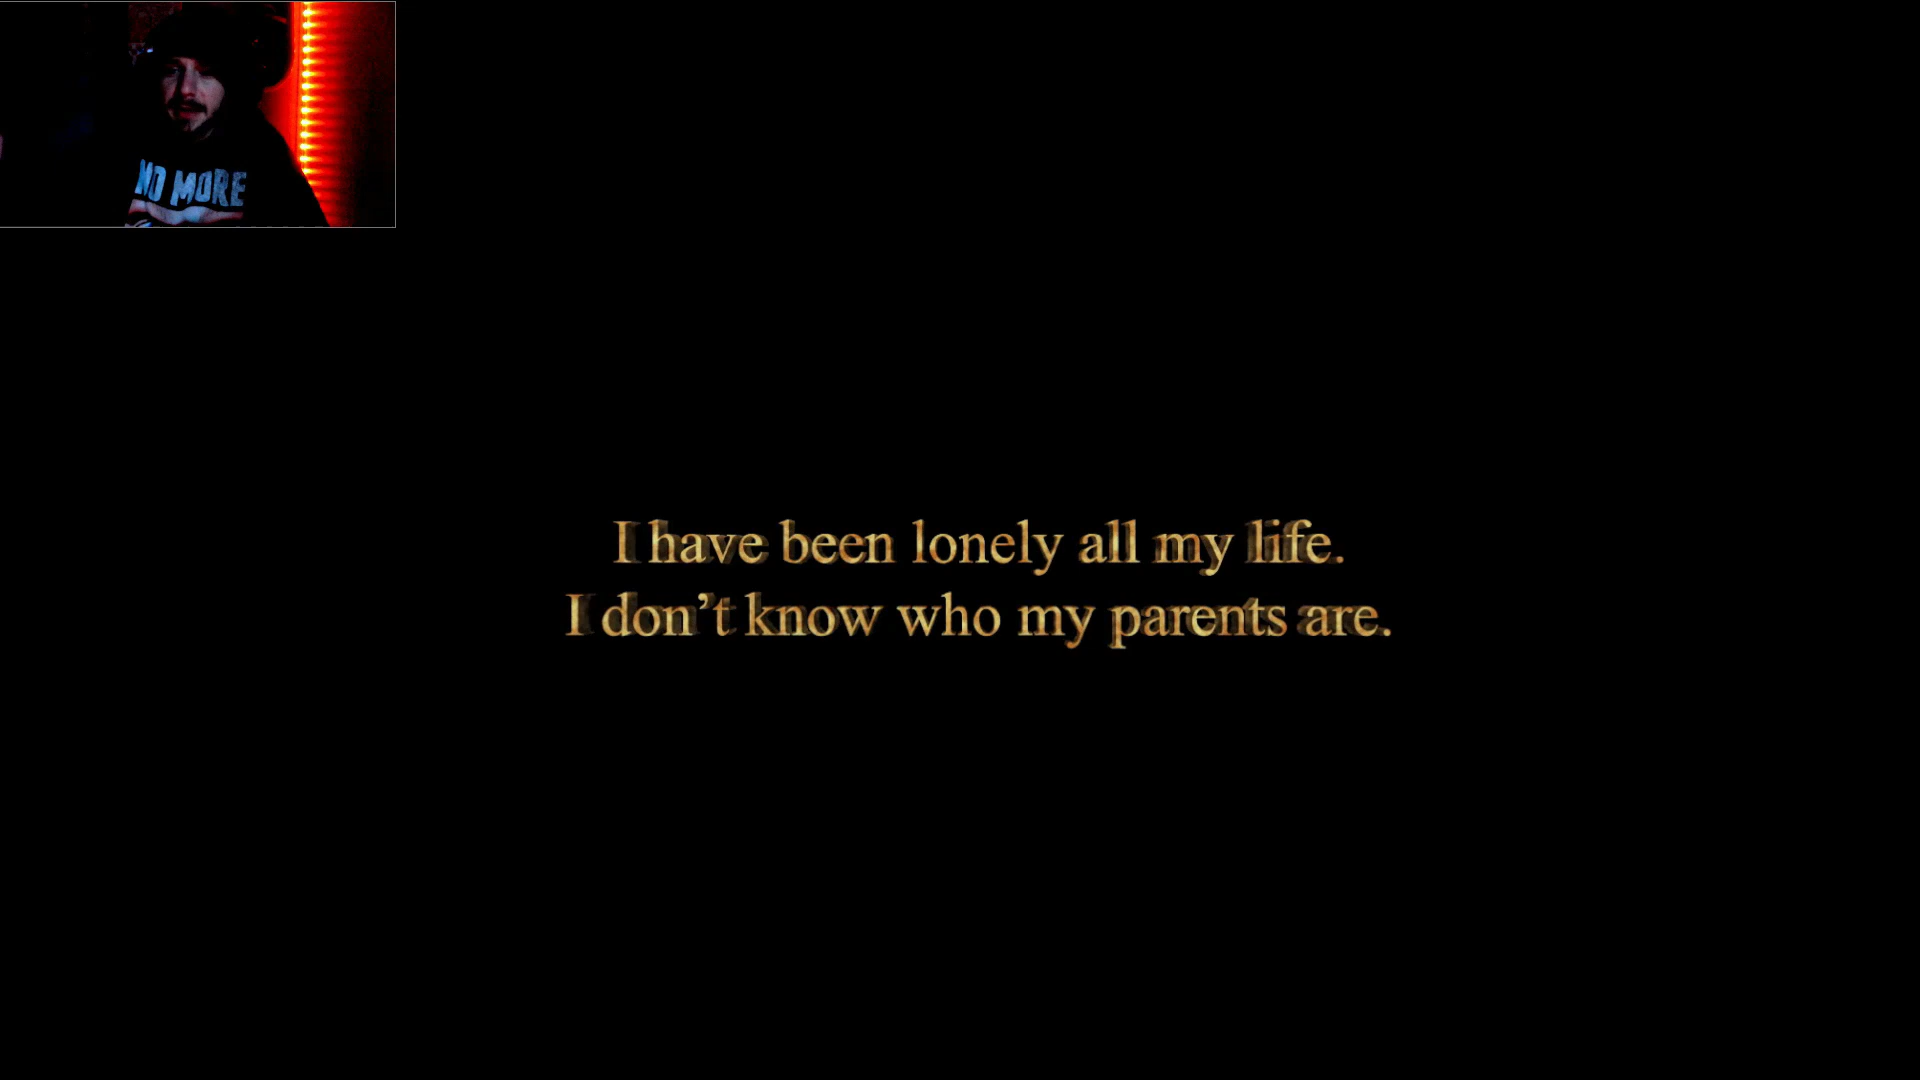 NO MORE
I have been lonely all my life.
I don’t know who my parents are.